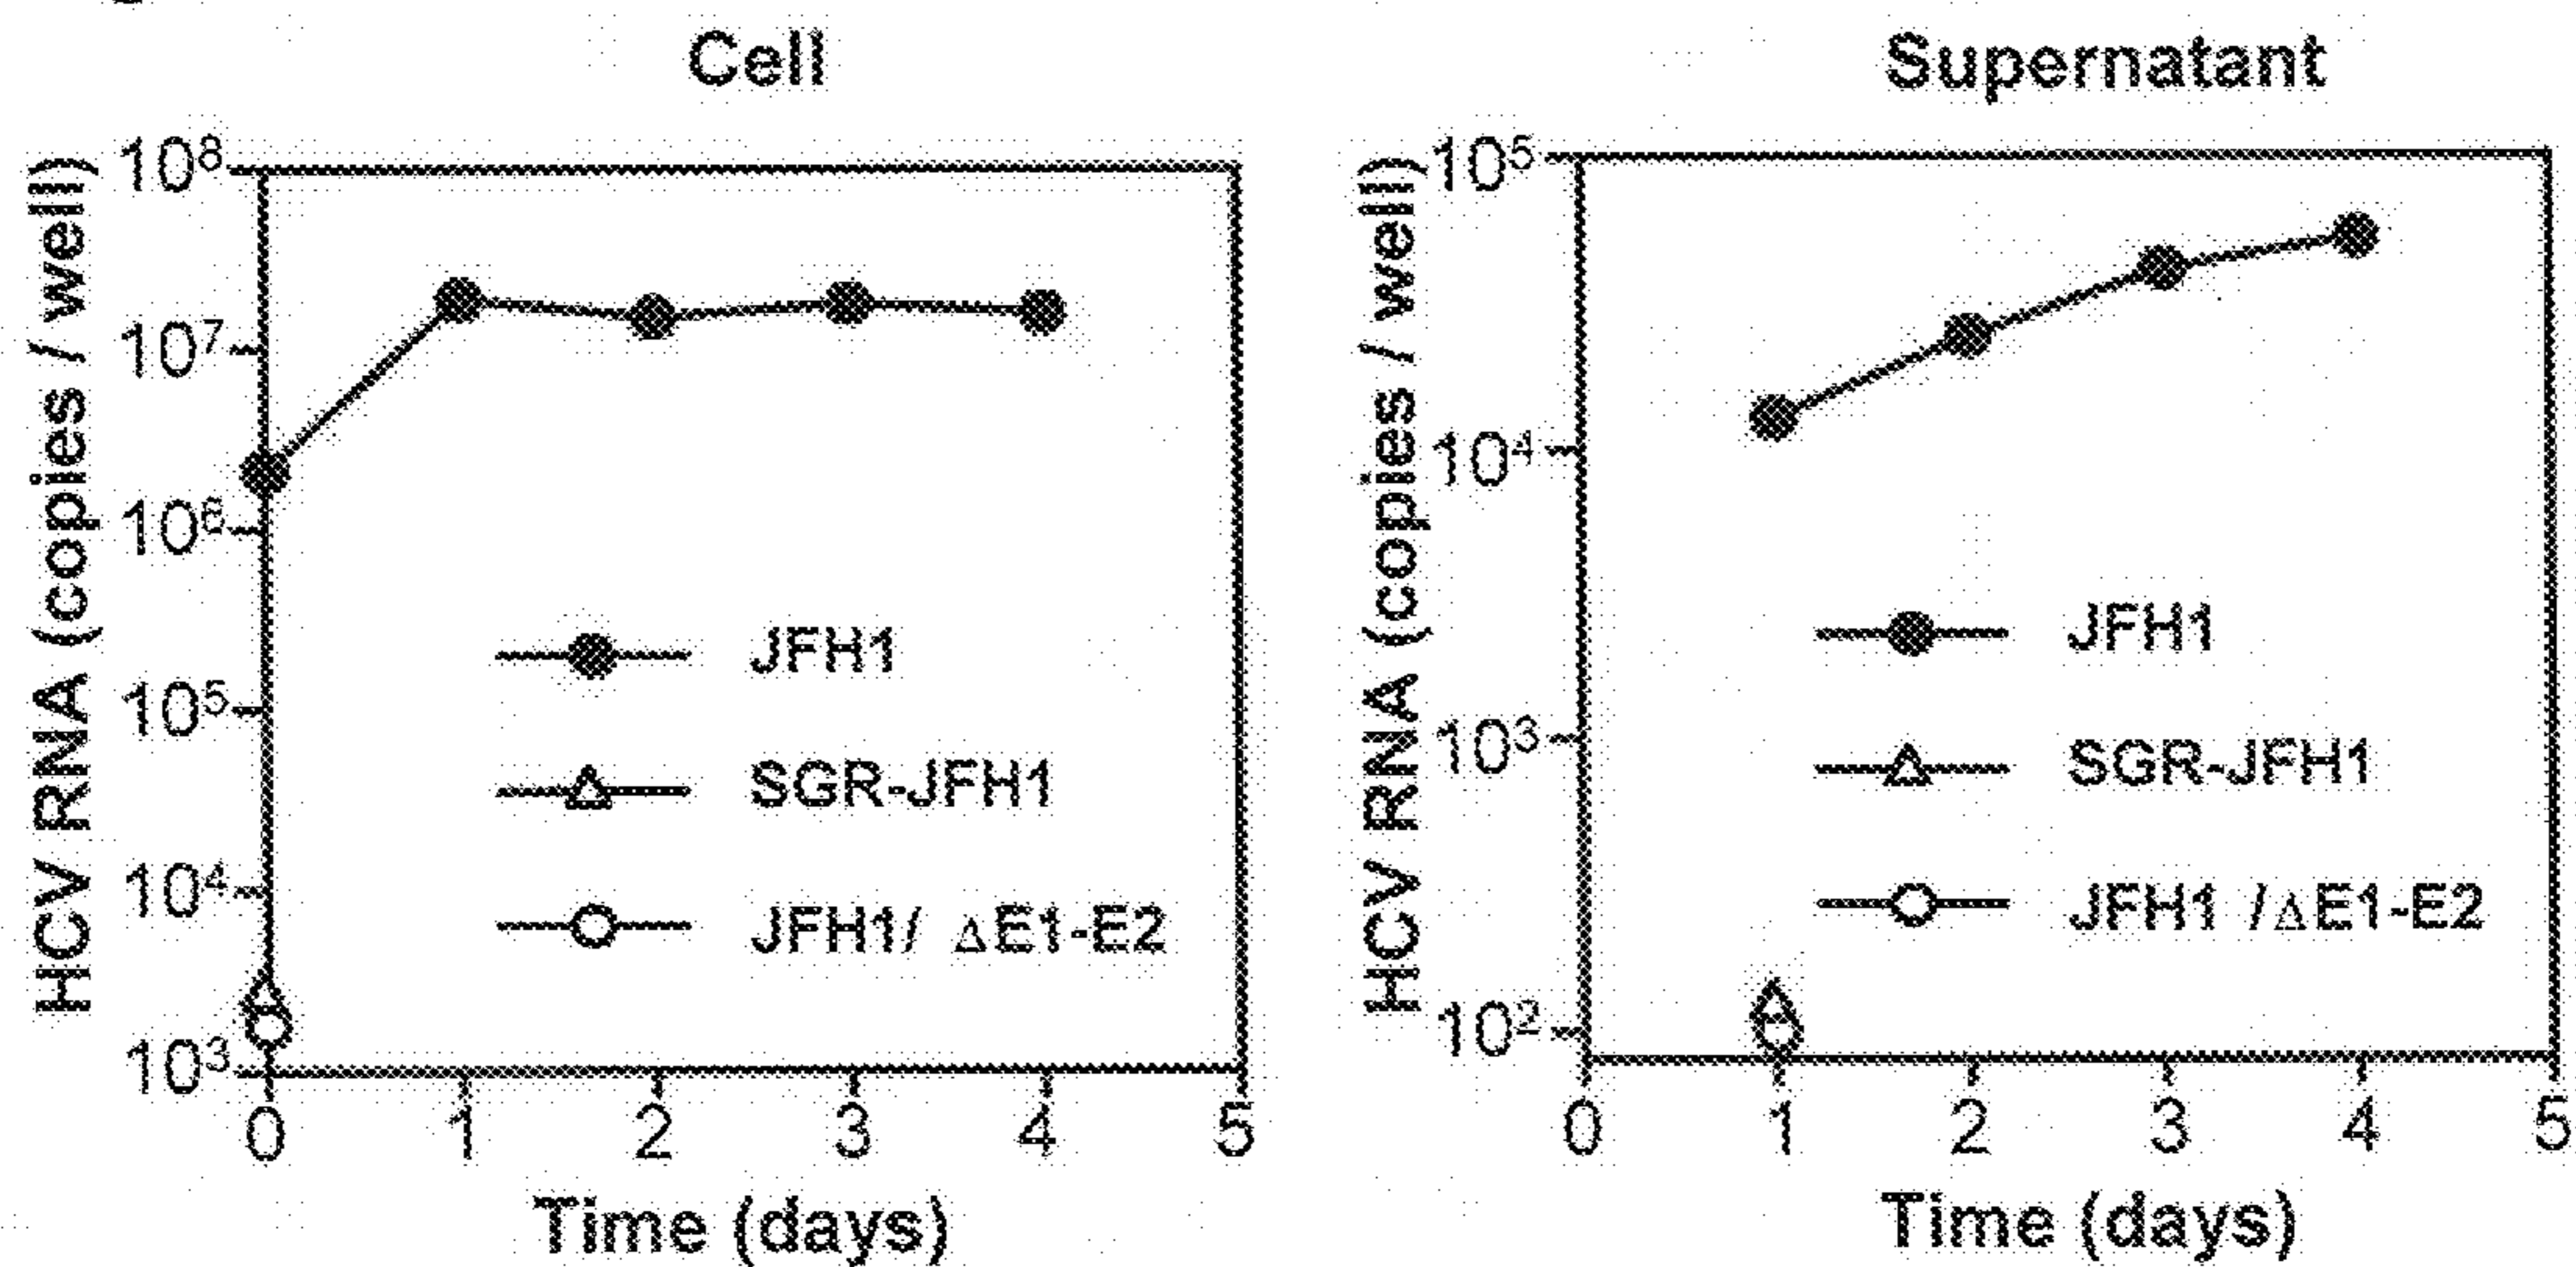 Cell
HCV RNA (copies / well)
10⁸
10⁷
10⁶
10⁵
10⁴
10³
JFH1
SGR-JFH1
JFH1/ ΔE1-E2
0 1 2 3 4 5
Time (days)
Supernatant
HCV RNA (copies / well)
10⁵
10⁴
10³
10²
JFH1
SGR-JFH1
JFH1 /ΔE1-E2
0 1 2 3 4 5
Time (days)